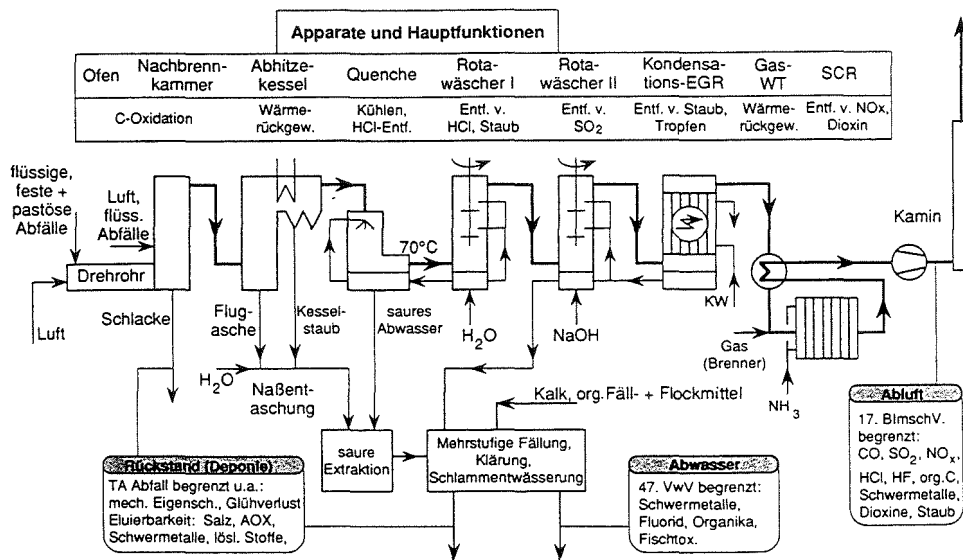 Apparate und Hauptfunktionen
Ofen
Nachbrenn-
kammer
Abhitze-
kessel
Quenche
Rota-
wäscher I
Rota-
wäscher II
Kondensa-
tions-EGR
Gas-
WT
SCR
C-Oxidation
Wärme-
rückgew.
Kühlen,
HCl-Entf.
Entf. v.
HCl, Staub
Entf. v.
SO2
Entf. v. Staub,
Tropfen
Wärme-
rückgew.
Entf. v. NOx,
Dioxin
flüssige,
feste +
pastöse
Abfälle
Luft,
flüss.
Abfälle
Drehrohr
Luft
Schlacke
Flug-
asche
Kessel-
staub
saures
Abwasser
70°C
H2O
NaOH
KW
Kamin
Gas
(Brenner)
NH3
H2O
Naßent-
aschung
Kalk, org.Fäll- + Flockmittel
saure
Extraktion
Mehrstufige Fällung,
Klärung,
Schlammentwässerung
Rückstand (Deponie)
TA Abfall begrenzt u.a.:
mech. Eigensch., Glühverlust
Eluierbarkeit: Salz, AOX,
Schwermetalle, lösl. Stoffe,
Abwasser
47. VwV begrenzt:
Schwermetalle,
Fluorid, Organika,
Fischtox.
Abluft
17. BImschV.
begrenzt:
CO, SO2, NOx,
HCl, HF, org.C,
Schwermetalle,
Dioxine, Staub